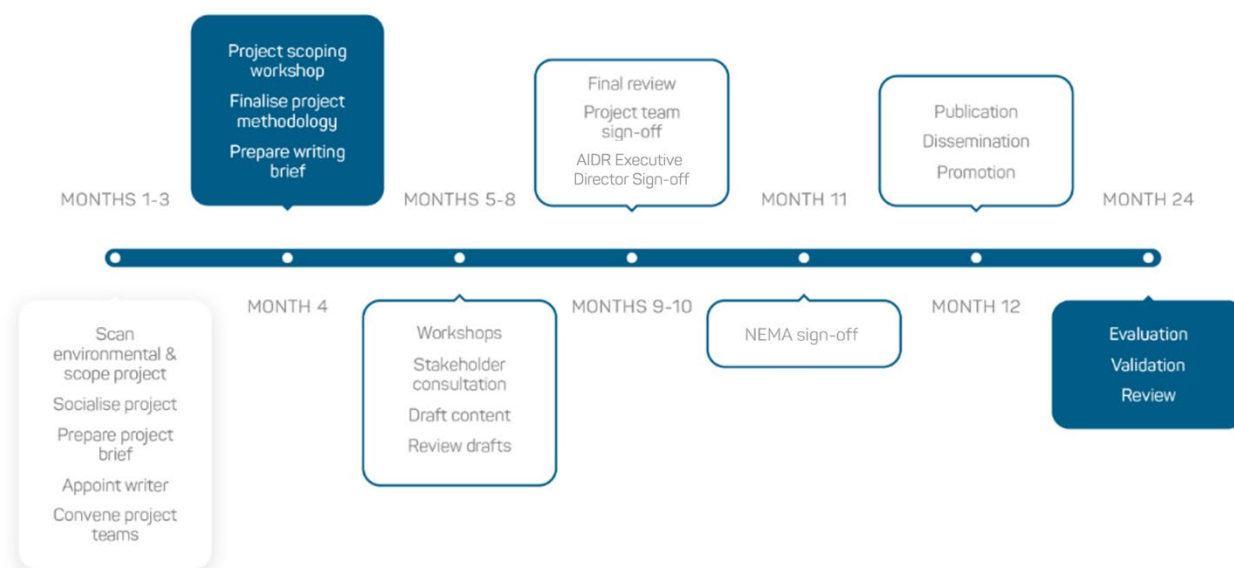 MONTHS 1-3
Scan
environmental &
scope project
Socialise project
Prepare project
brief
Appoint writer
Convene project
teams
Project scoping
workshop
Finalise project
methodology
Prepare writing
brief
MONTH 4
MONTHS 5-8
Workshops
Stakeholder
consultation
Draft content
Review drafts
Final review
Project team
sign-off
AIDR Executive
Director Sign-off
MONTHS 9-10
MONTH 11
NEMA sign-off
Publication
Dissemination
Promotion
MONTH 12
MONTH 24
Evaluation
Validation
Review